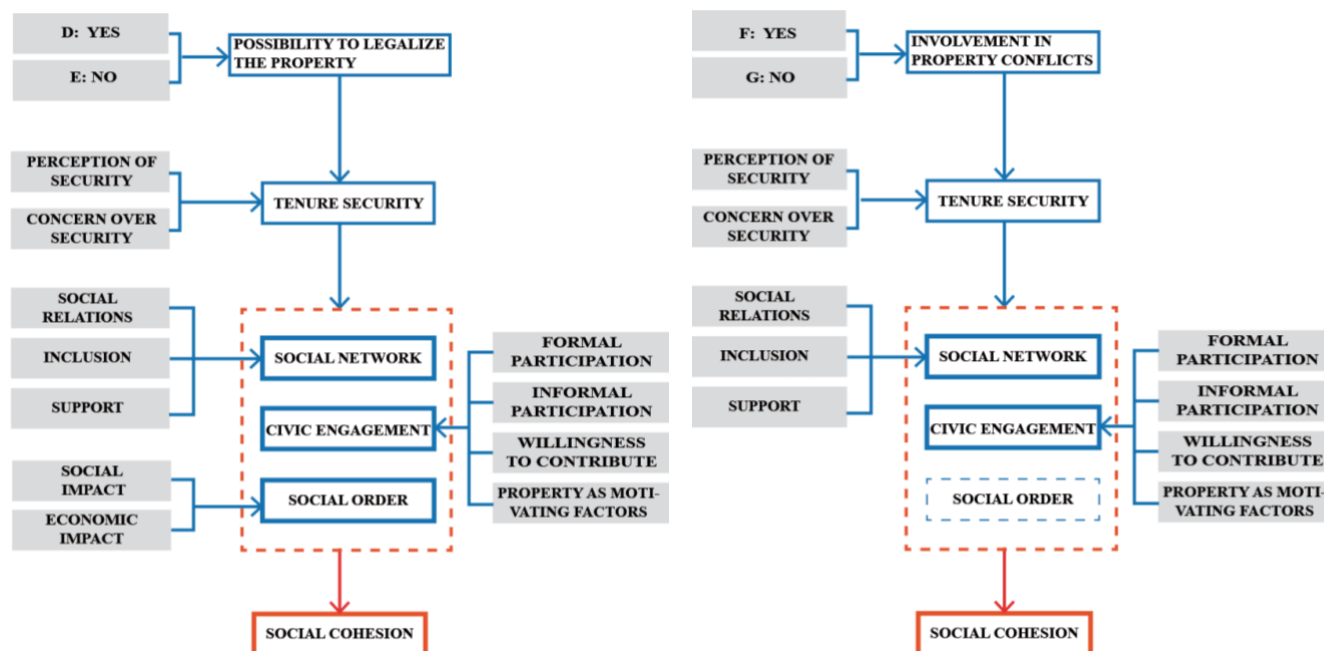 D: YES
E: NO
POSSIBILITY TO LEGALIZE
THE PROPERTY
PERCEPTION OF
SECURITY
CONCERN OVER
SECURITY
TENURE SECURITY
SOCIAL
RELATIONS
INCLUSION
SUPPORT
SOCIAL NETWORK
CIVIC ENGAGEMENT
SOCIAL ORDER
FORMAL
PARTICIPATION
INFORMAL
PARTICIPATION
WILLINGNESS
TO CONTRIBUTE
PROPERTY AS MOTI-
VATING FACTORS
SOCIAL
IMPACT
ECONOMIC
IMPACT
SOCIAL COHESION
F: YES
G: NO
INVOLVEMENT IN
PROPERTY CONFLICTS
PERCEPTION OF
SECURITY
CONCERN OVER
SECURITY
TENURE SECURITY
SOCIAL
RELATIONS
INCLUSION
SUPPORT
SOCIAL NETWORK
CIVIC ENGAGEMENT
SOCIAL ORDER
FORMAL
PARTICIPATION
INFORMAL
PARTICIPATION
WILLINGNESS
TO CONTRIBUTE
PROPERTY AS MOTI-
VATING FACTORS
SOCIAL COHESION